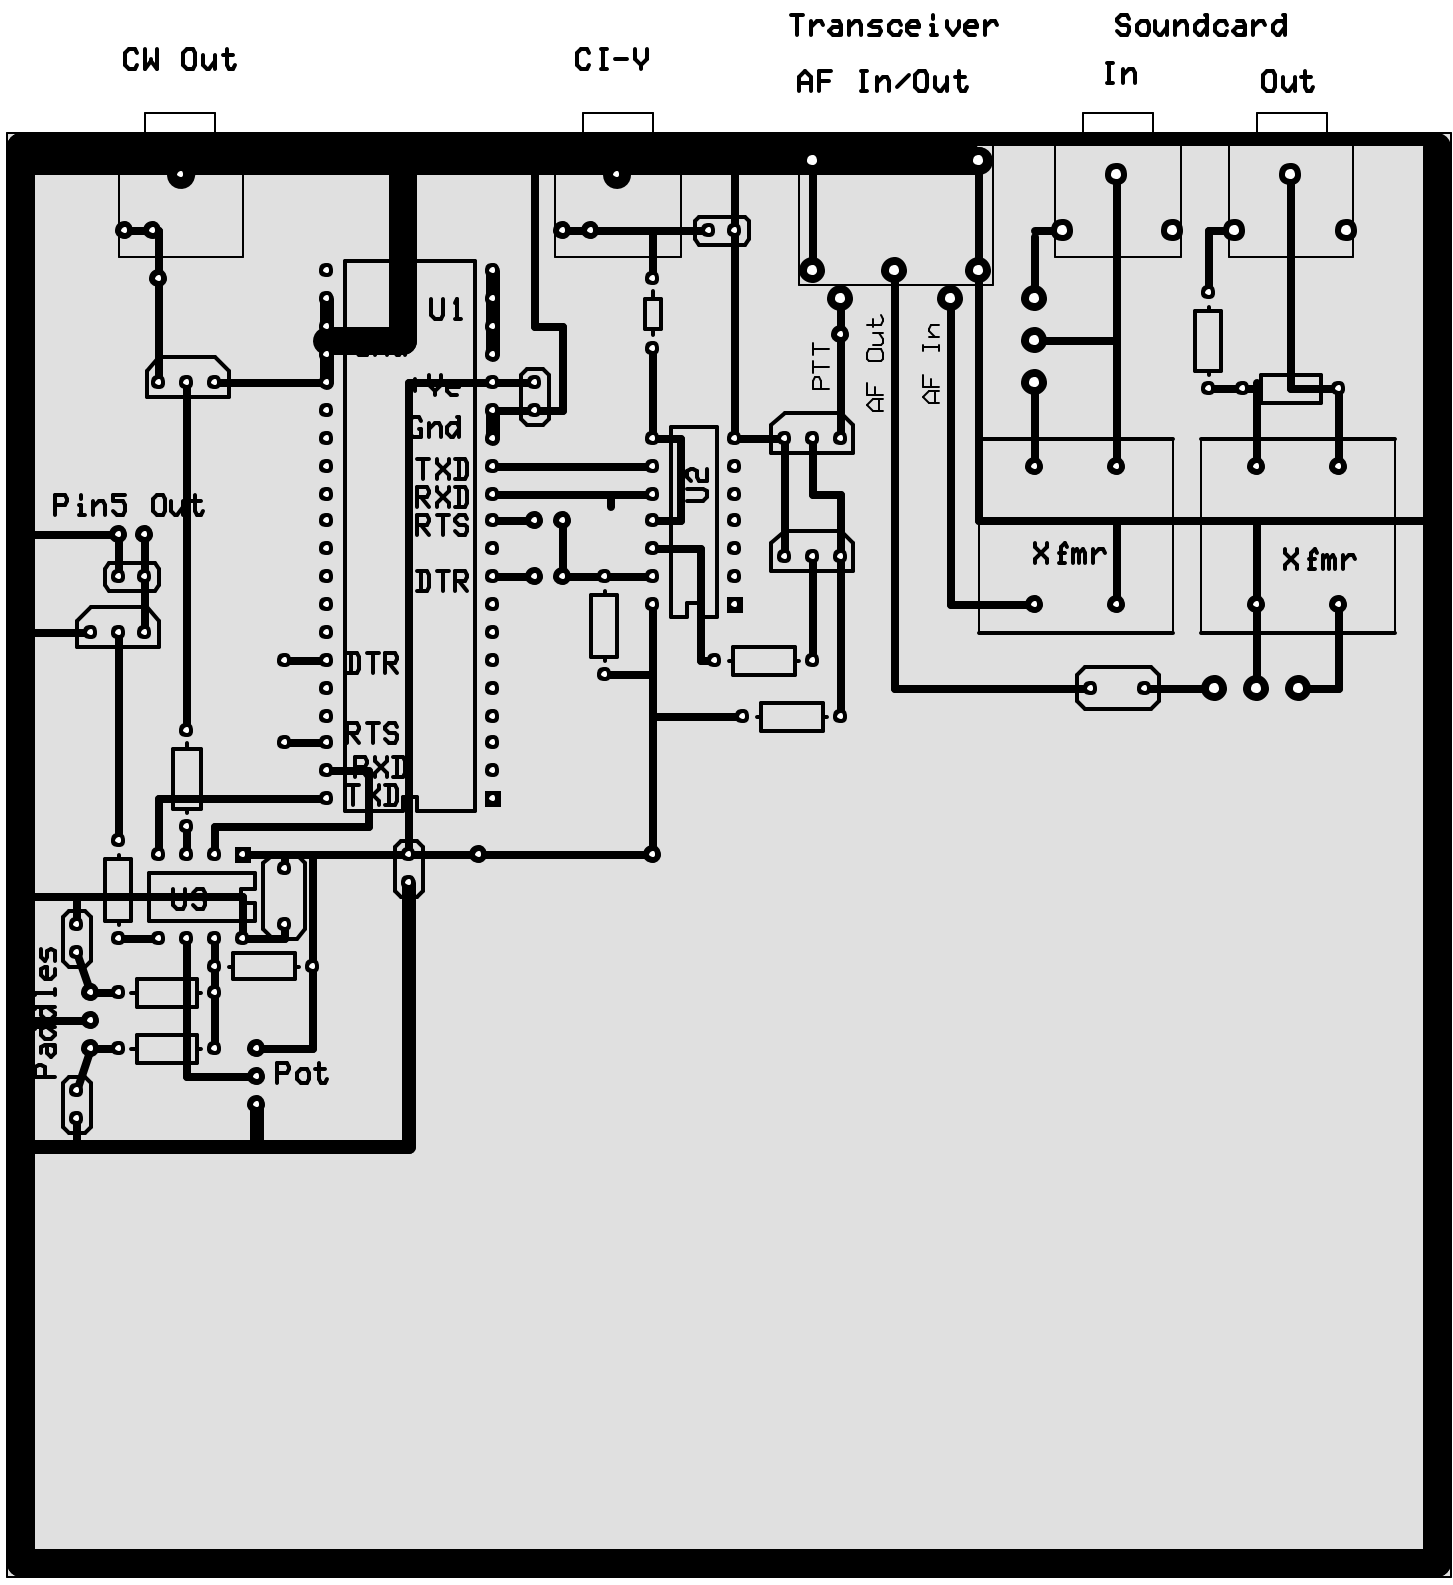 Transceiver
Soundcard
CW Out
CI-V
AF In/Out
In
Out
U1
PTT
AF Out
AF In
Gnd
TXD
RXD
RTS
DTR
U2
Pin5 Out
Xfmr
Xfmr
DTR
RTS
RXD
TXD
U3
Paddles
Pot